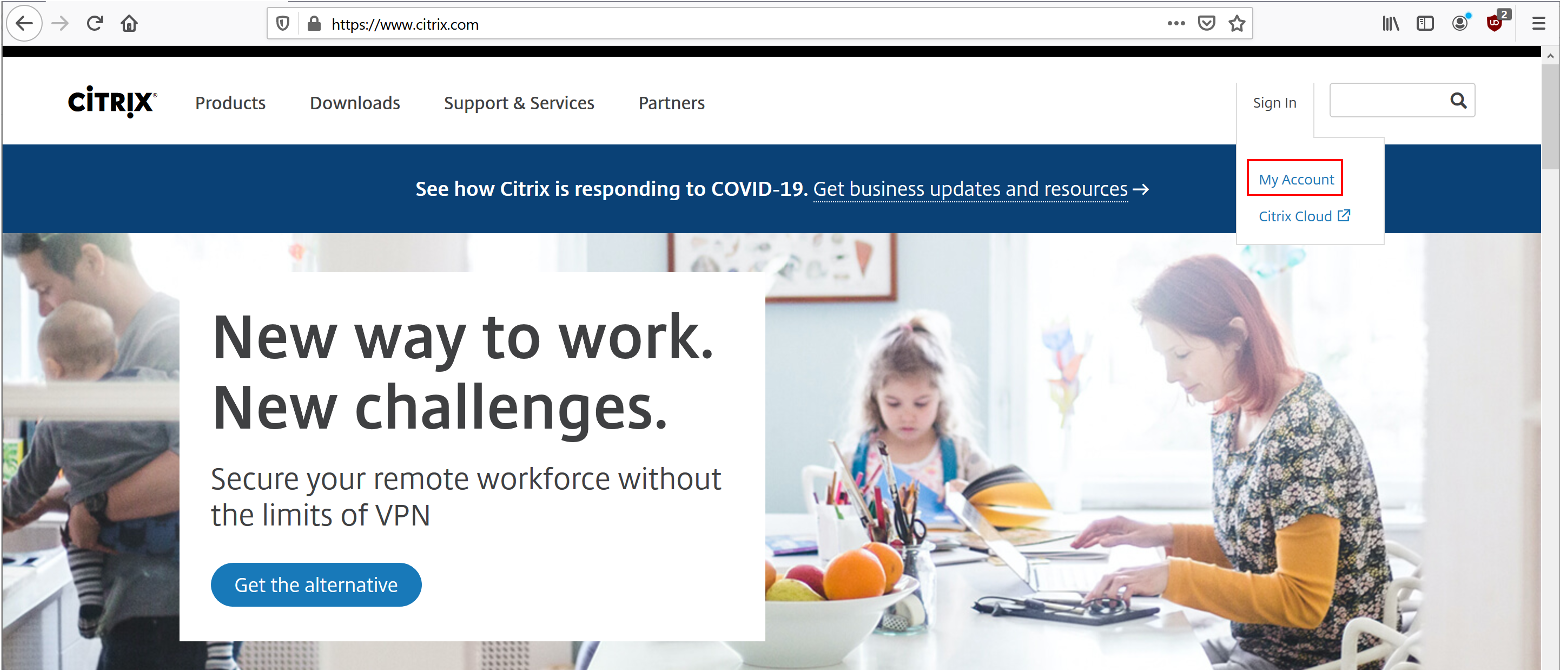 https://www.citrix.com
2
CITRIX®
Products
Downloads
Support & Services
Partners
Sign In
My Account
Citrix Cloud
See how Citrix is responding to COVID-19. Get business updates and resources →
New way to work.
New challenges.
Secure your remote workforce without
the limits of VPN
Get the alternative